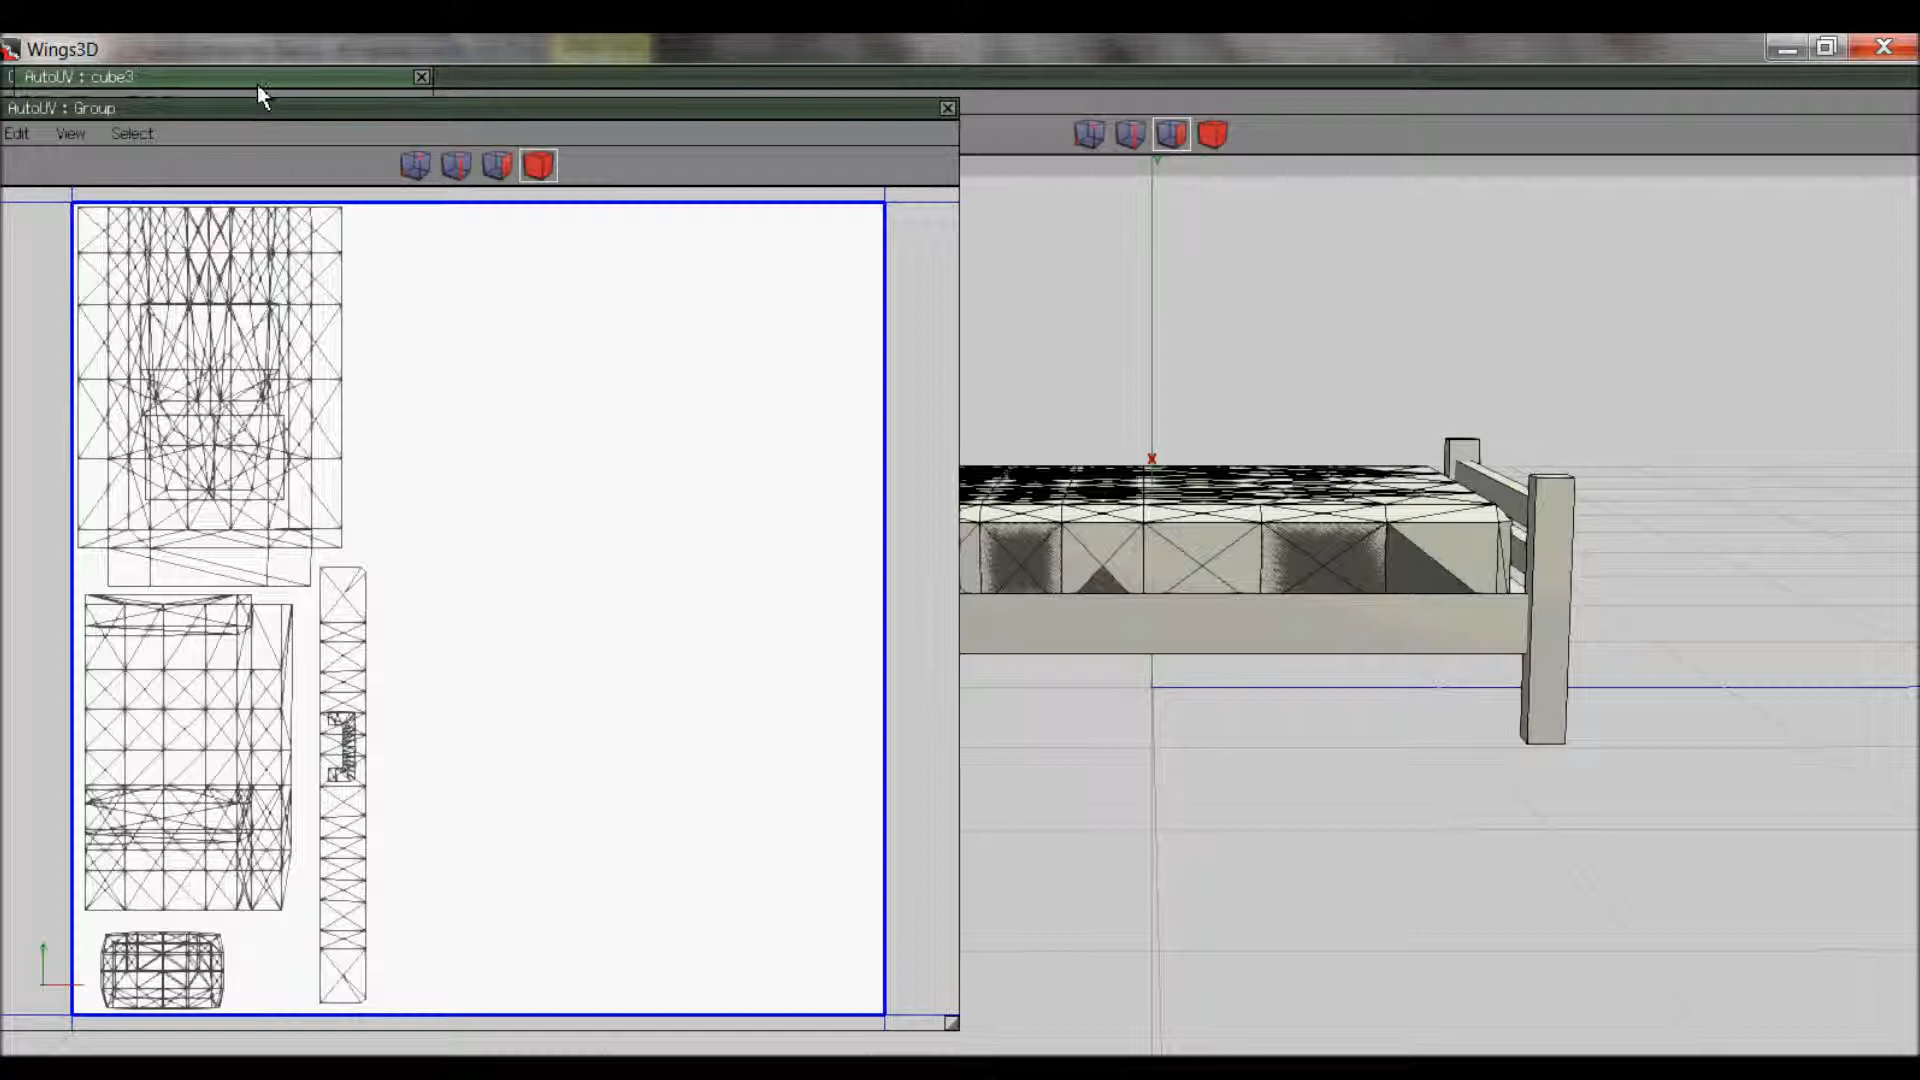 Wings3D
AutoUV : cube3
AutoUV : Group
Edit View Select
Y
X